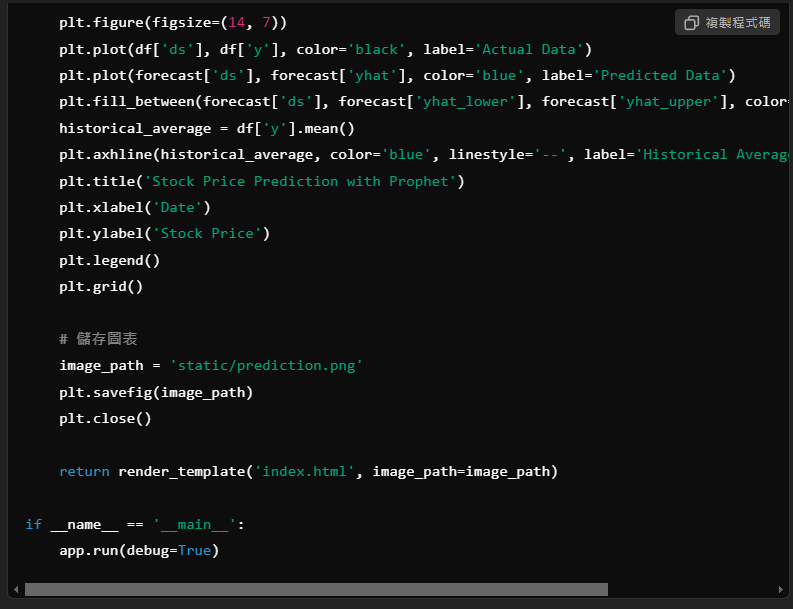 複製程式碼
plt.figure(figsize=(14, 7))
plt.plot(df['ds'], df['y'], color='black', label='Actual Data')
plt.plot(forecast['ds'], forecast['yhat'], color='blue', label='Predicted Data')
plt.fill_between(forecast['ds'], forecast['yhat_lower'], forecast['yhat_upper'], color=
historical_average = df['y'].mean()
plt.axhline(historical_average, color='blue', linestyle='--', label='Historical Average
plt.title('Stock Price Prediction with Prophet')
plt.xlabel('Date')
plt.ylabel('Stock Price')
plt.legend()
plt.grid()
# 儲存圖表
image_path = 'static/prediction.png'
plt.savefig(image_path)
plt.close()
return render_template('index.html', image_path=image_path)
if __name__ == '__main__':
app.run(debug=True)